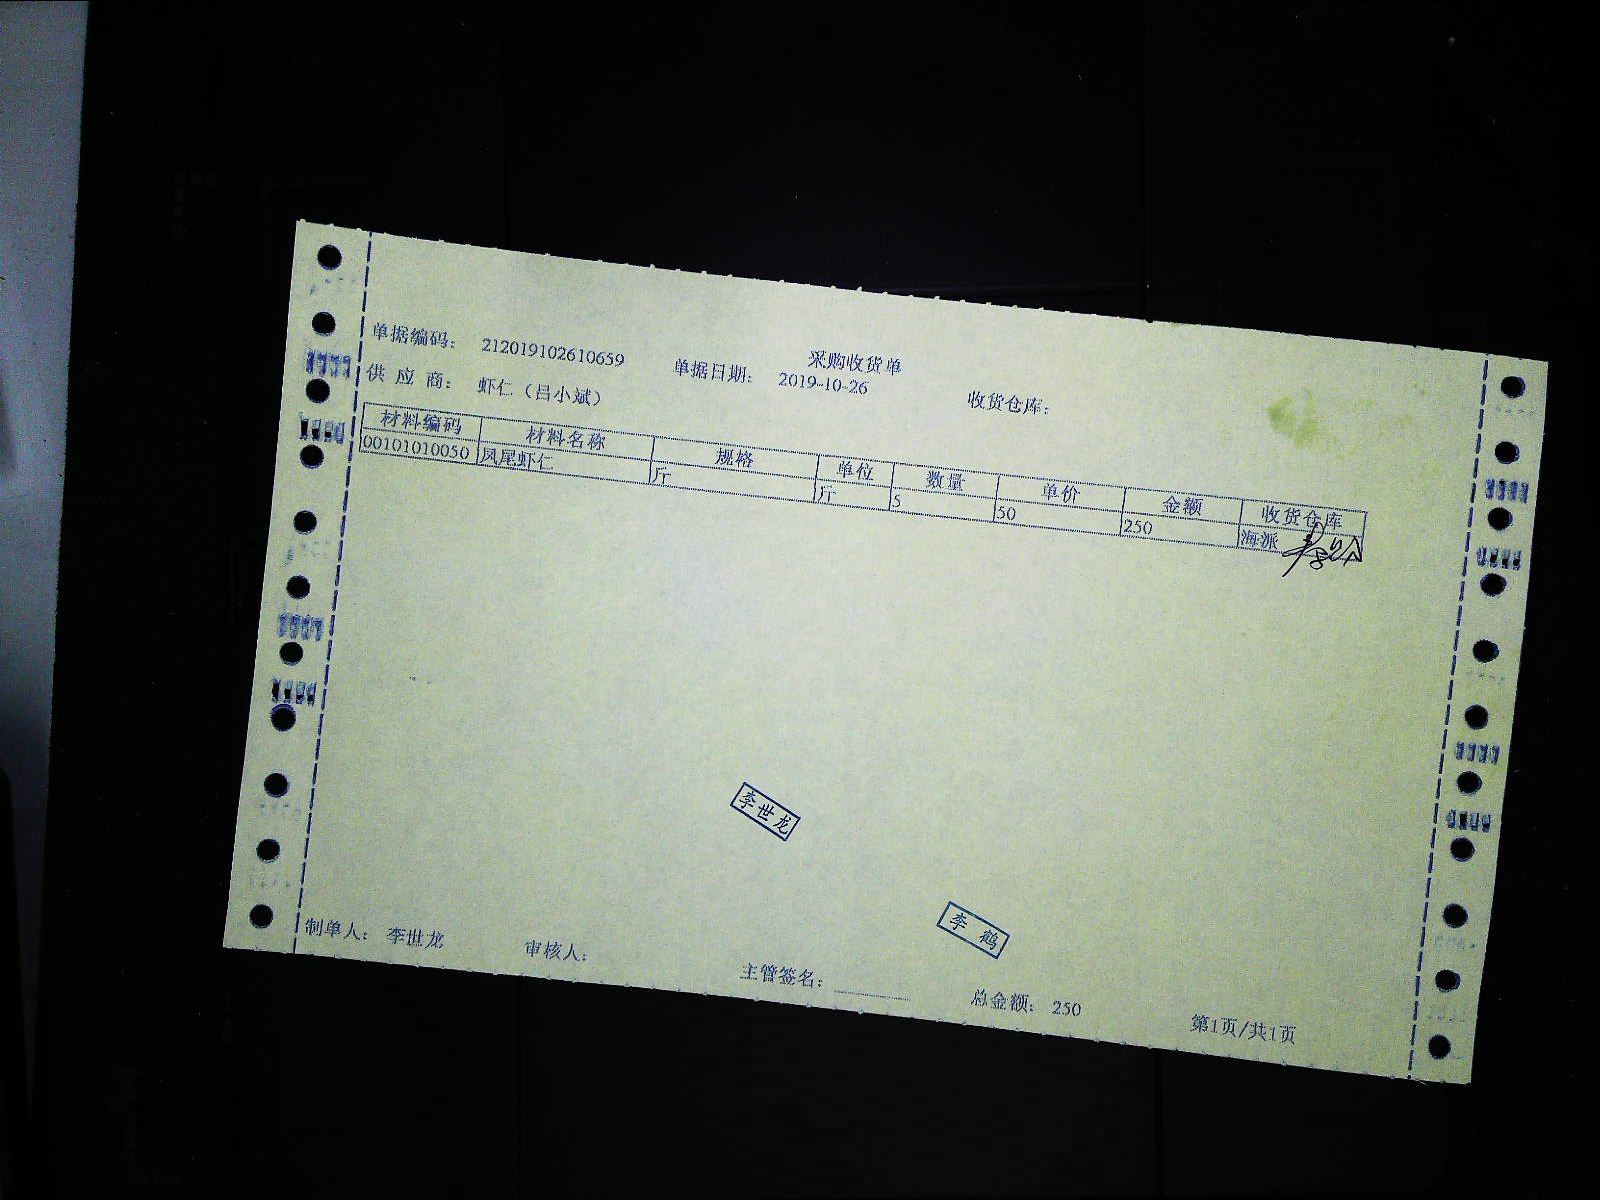 采购收货单
单据编码： 212019102610659 单据日期： 2019-10-26 收货仓库：
供 应 商： 虾仁（吕小斌）
材料编码 材料名称 规格 单位 数量 单价 金额 收货仓库
00101010050 凤尾虾仁 斤 斤 5 50 250 海派
李世龙
李 鹤
制单人： 李世龙 审核人： 主管签名： 总金额： 250 第1页/共1页